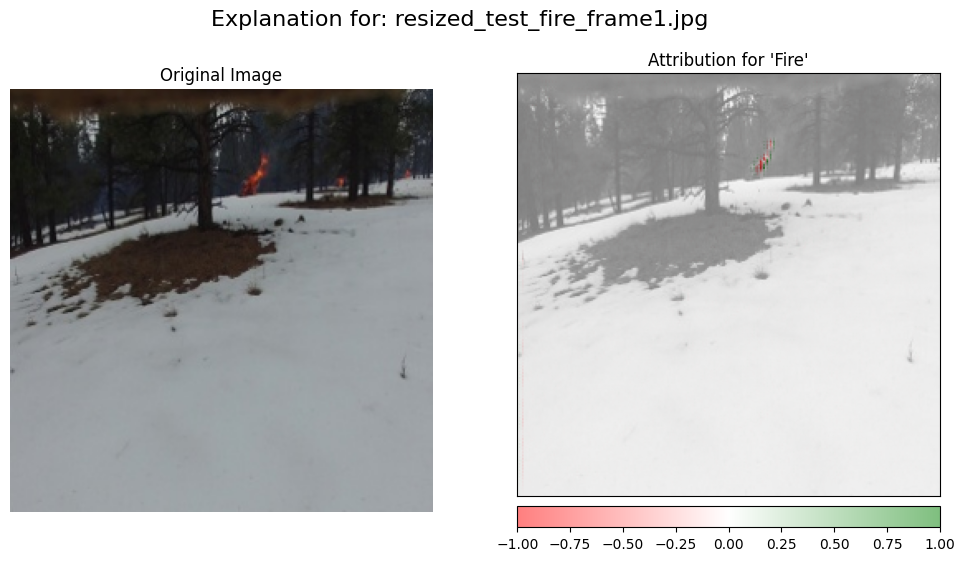 Explanation for: resized_test_fire_frame1.jpg
Original Image
Attribution for 'Fire'
−1.00 −0.75 −0.50 −0.25 0.00 0.25 0.50 0.75 1.00